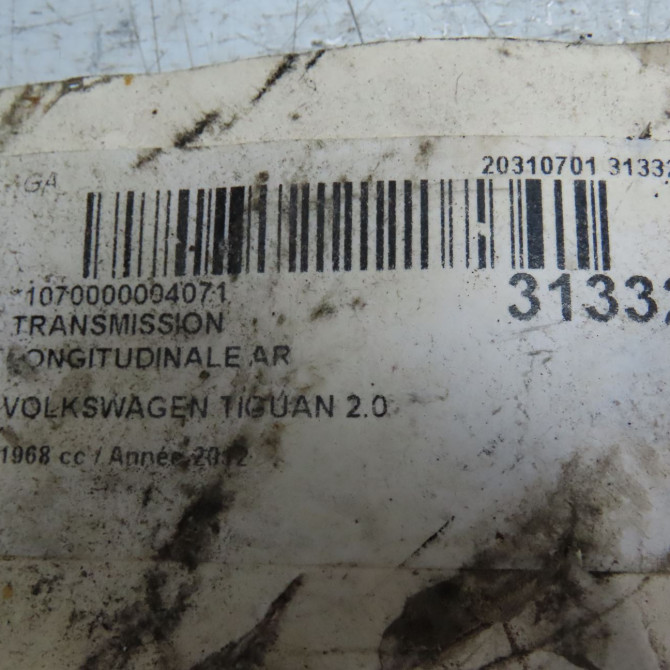 GA
20310701 31332
1070000004071
31332
TRANSMISSION
LONGITUDINALE AR
VOLKSWAGEN TIGUAN 2.0
1968 cc / Année 2012